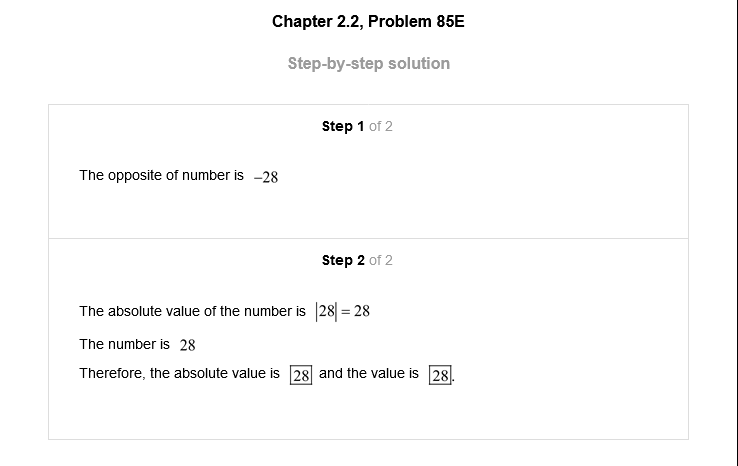 Chapter 2.2, Problem 85E
Step-by-step solution
Step 1 of 2
The opposite of number is −28
Step 2 of 2
The absolute value of the number is |28| = 28
The number is 28
Therefore, the absolute value is 28 and the value is 28.